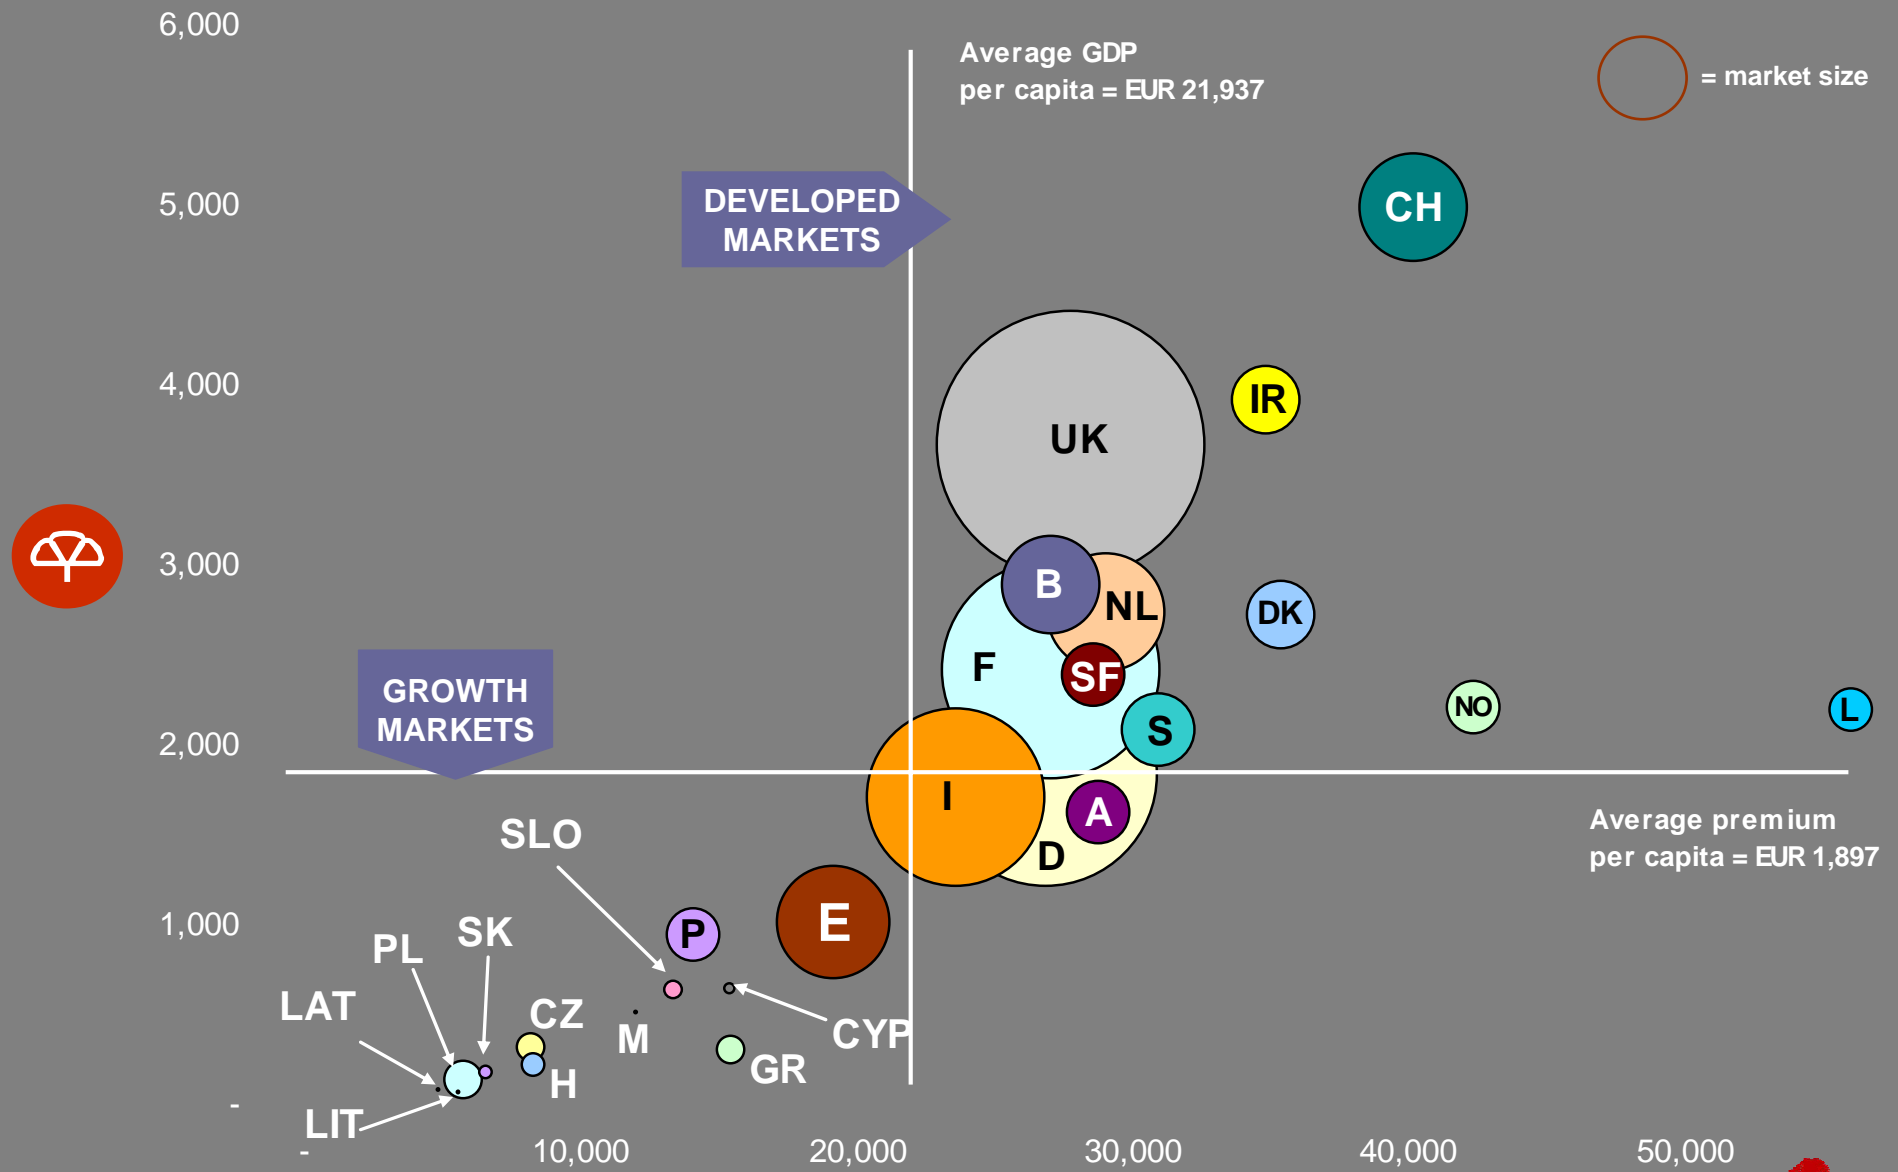 6,000
Average GDP
per capita = EUR 21,937
= market size
DEVELOPED
MARKETS
5,000
CH
4,000
IR
UK
3,000
B
NL
DK
F
SF
GROWTH
MARKETS
NO
L
S
2,000
I
A
D
Average premium
per capita = EUR 1,897
SLO
E
P
1,000
SK
PL
LAT
CZ
M
CYP
GR
H
LIT
-
-
10,000
20,000
30,000
40,000
50,000